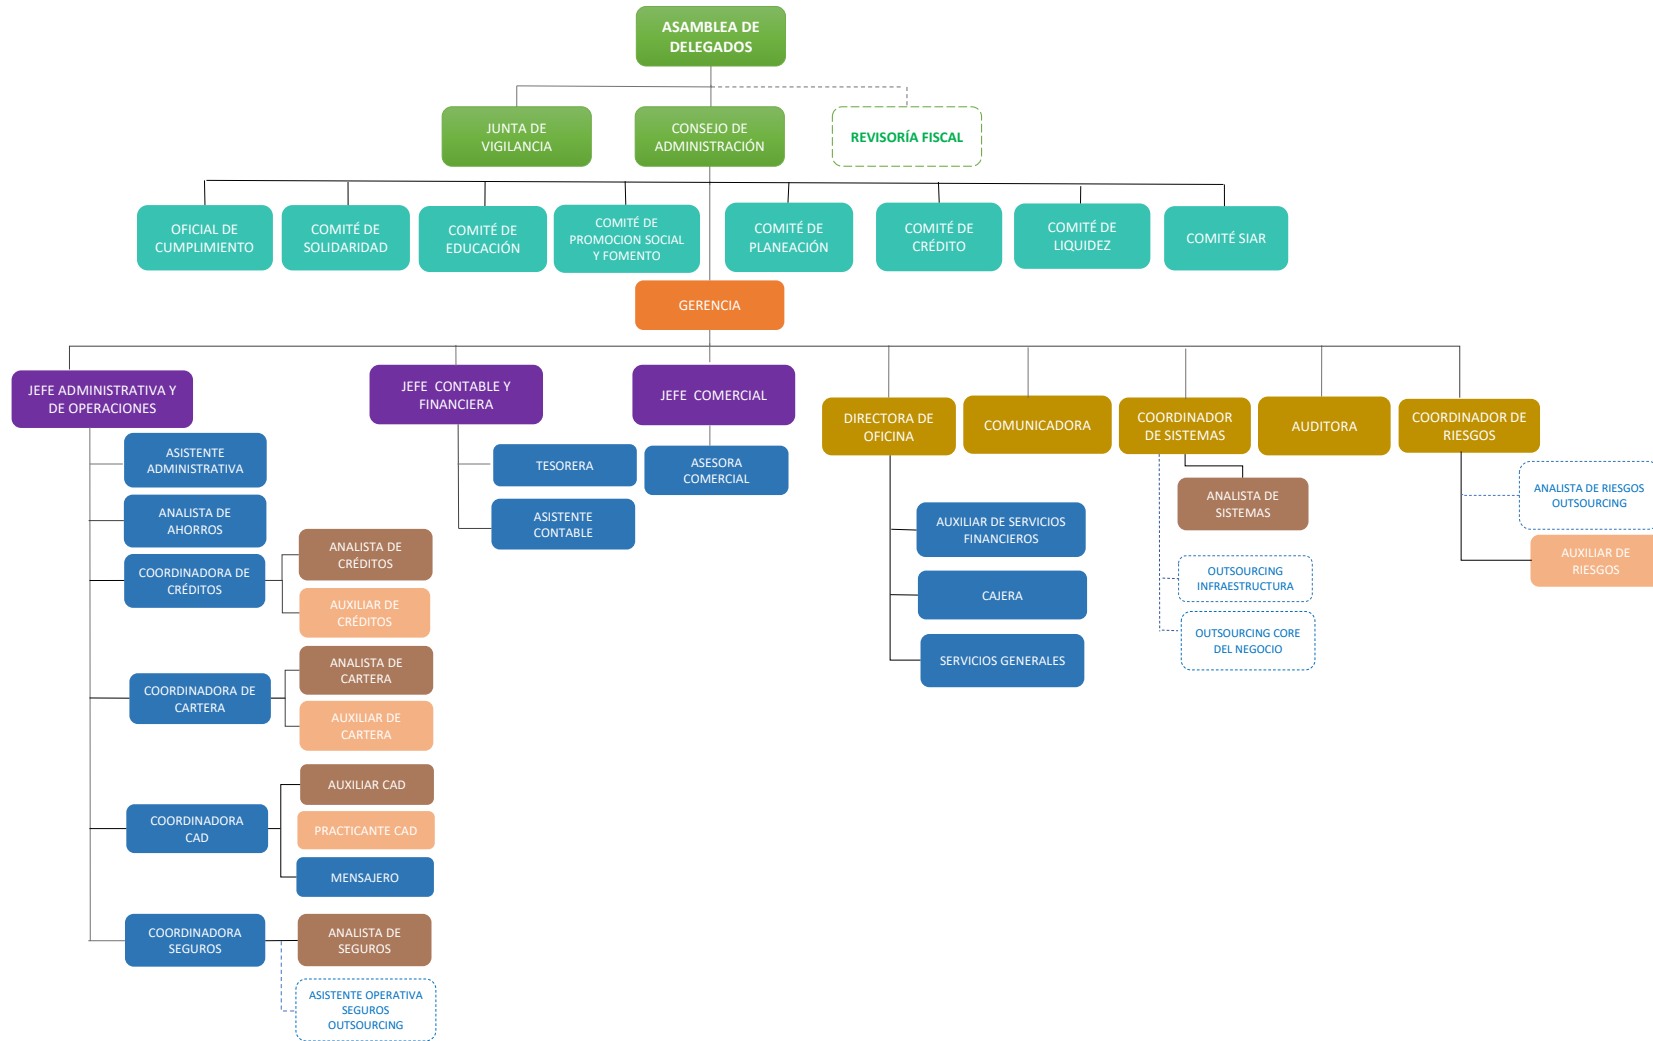 ASAMBLEA DE
DELEGADOS
JUNTA DE
VIGILANCIA
CONSEJO DE
ADMINISTRACIÓN
REVISORÍA FISCAL
OFICIAL DE
CUMPLIMIENTO
COMITÉ DE
SOLIDARIDAD
COMITÉ DE
EDUCACIÓN
COMITÉ DE
PROMOCION SOCIAL
Y FOMENTO
COMITÉ DE
PLANEACIÓN
COMITÉ DE
CRÉDITO
COMITÉ DE
LIQUIDEZ
COMITÉ SIAR
GERENCIA
JEFE ADMINISTRATIVA Y
DE OPERACIONES
JEFE CONTABLE Y
FINANCIERA
JEFE COMERCIAL
DIRECTORA DE
OFICINA
COMUNICADORA
COORDINADOR
DE SISTEMAS
AUDITORA
COORDINADOR DE
RIESGOS
ASISTENTE
ADMINISTRATIVA
ANALISTA DE
AHORROS
COORDINADORA DE
CRÉDITOS
ANALISTA DE
CRÉDITOS
AUXILIAR DE
CRÉDITOS
COORDINADORA DE
CARTERA
ANALISTA DE
CARTERA
AUXILIAR DE
CARTERA
COORDINADORA
CAD
AUXILIAR CAD
PRACTICANTE CAD
MENSAJERO
COORDINADORA
SEGUROS
ANALISTA DE
SEGUROS
ASISTENTE OPERATIVA
SEGUROS
OUTSOURCING
TESORERA
ASISTENTE
CONTABLE
ASESORA
COMERCIAL
AUXILIAR DE SERVICIOS
FINANCIEROS
CAJERA
SERVICIOS GENERALES
ANALISTA DE
SISTEMAS
OUTSOURCING
INFRAESTRUCTURA
OUTSOURCING CORE
DEL NEGOCIO
ANALISTA DE RIESGOS
OUTSOURCING
AUXILIAR DE
RIESGOS